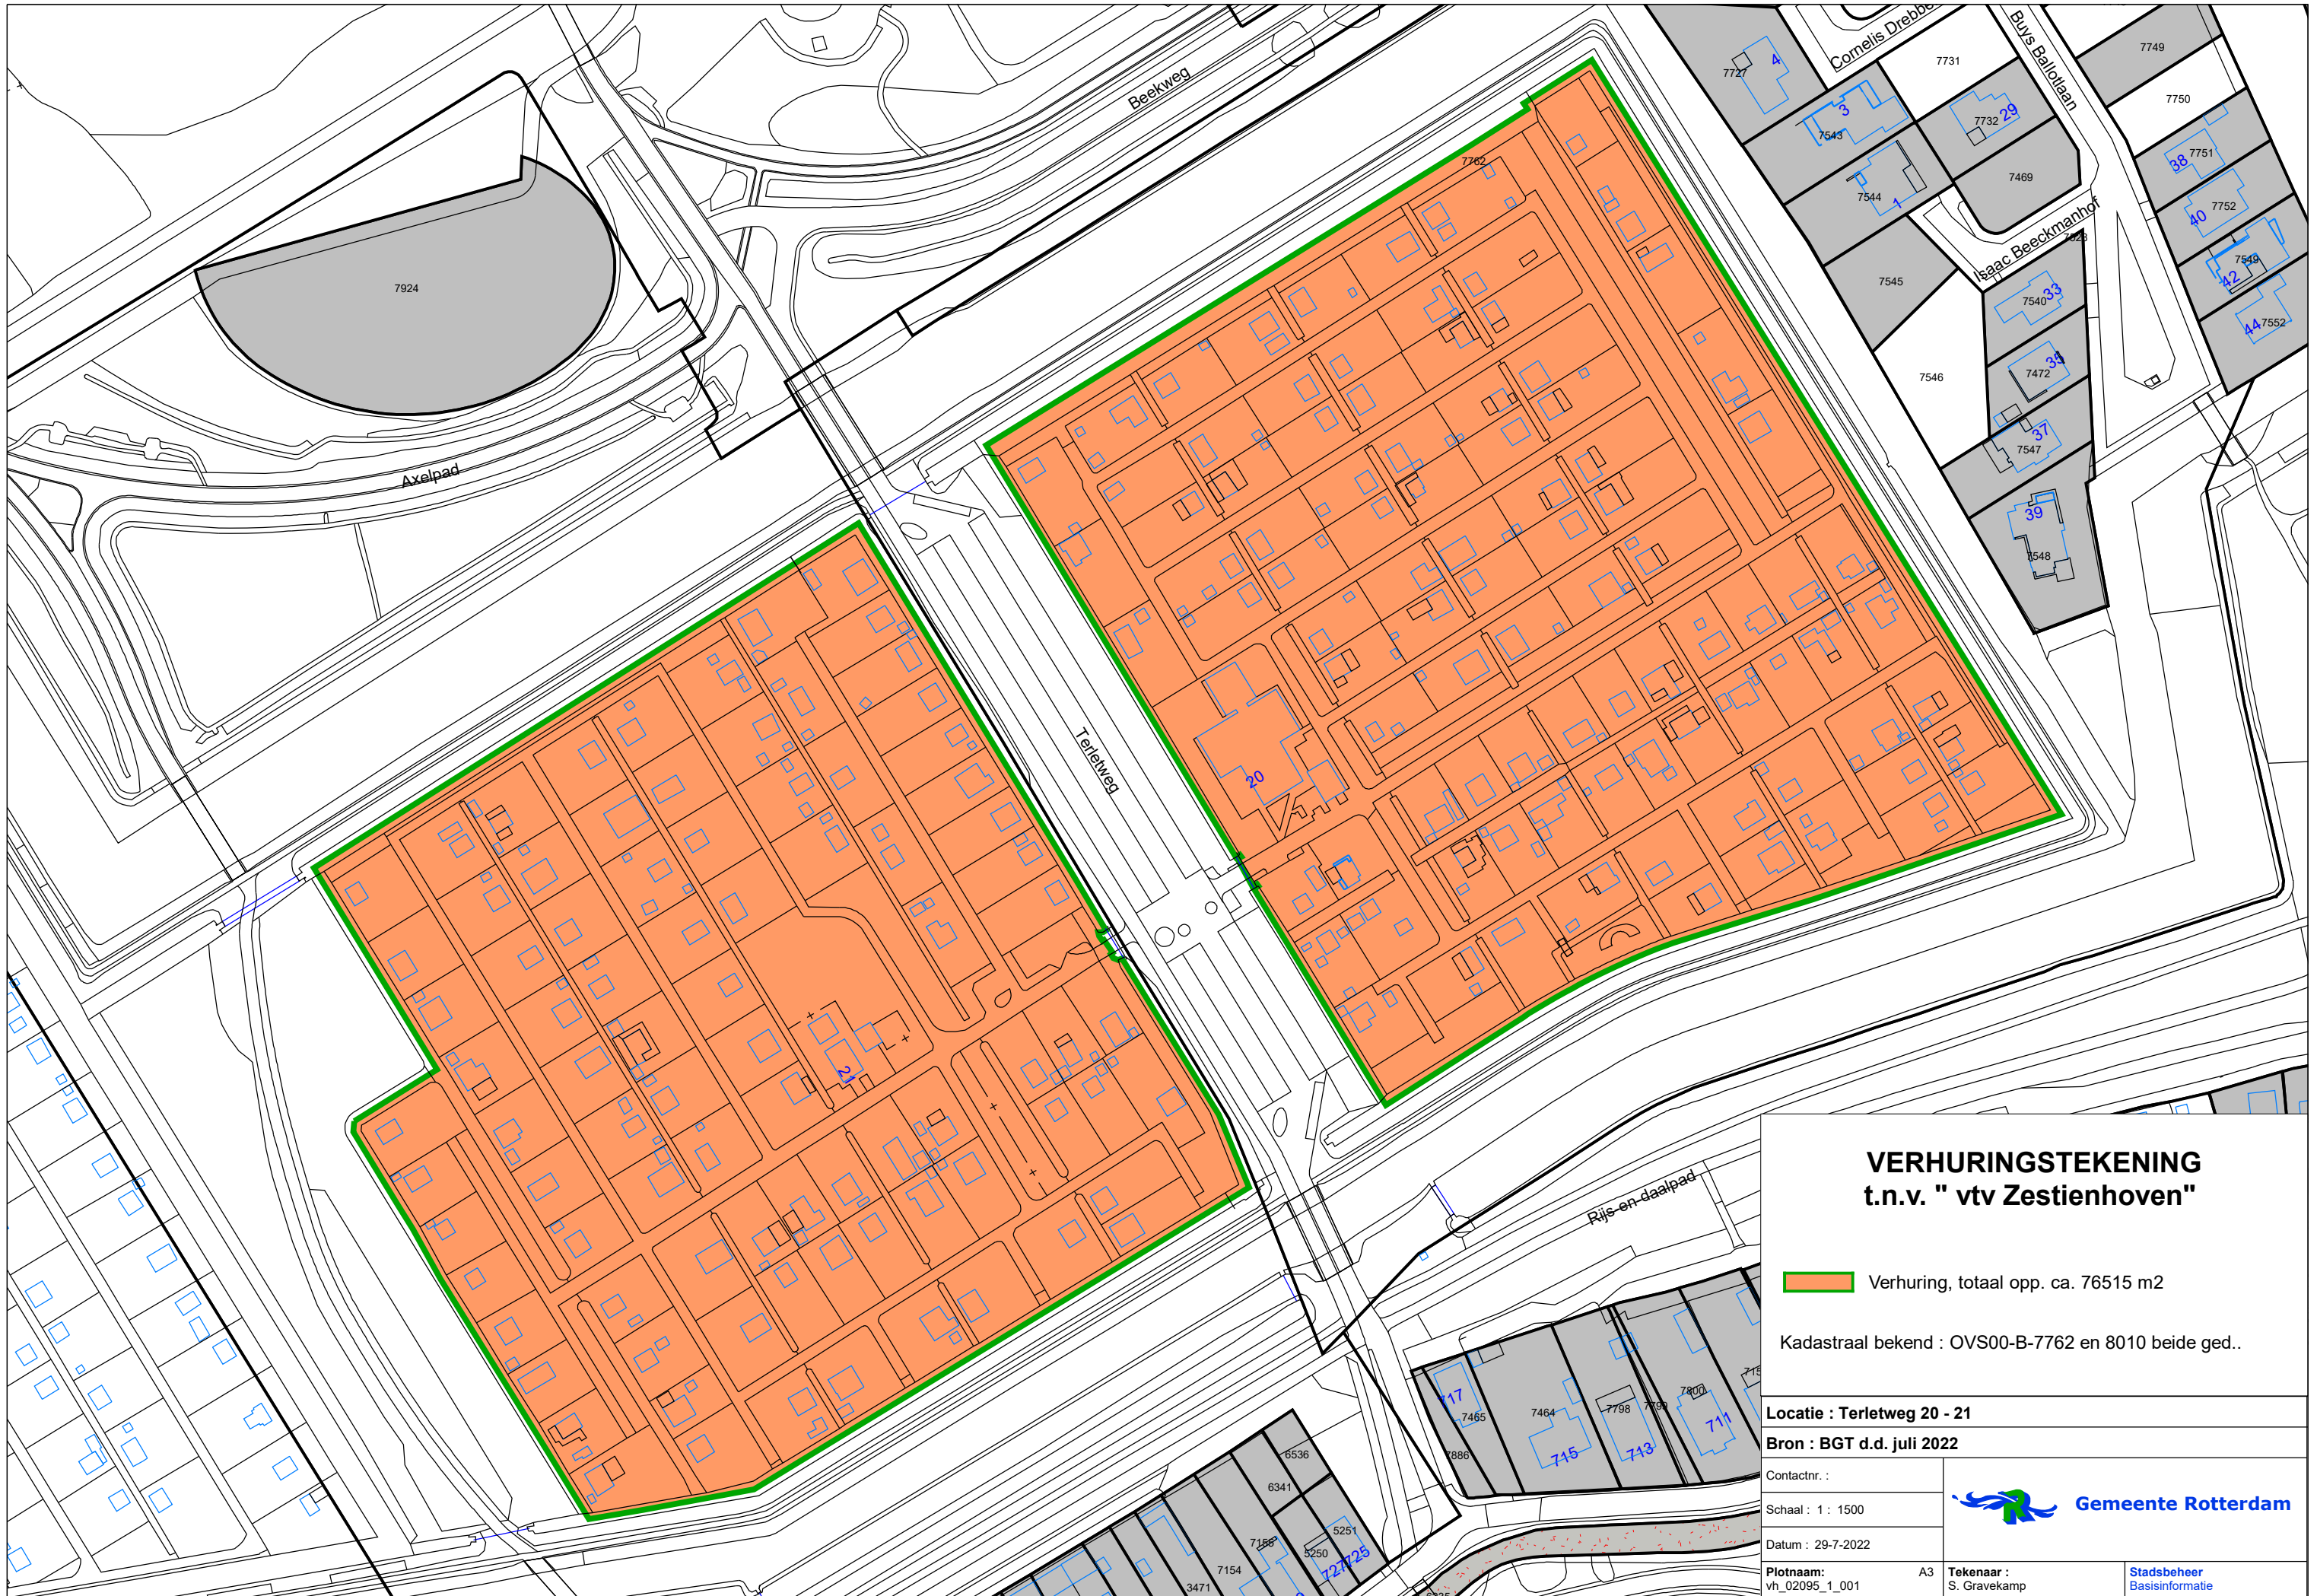 Beekweg
Cornelis Drebbe
Buys Ballotlaan
7727
4
3
7543
7731
7732
29
7749
7750
7544
1
7469
38
7751
40
7752
7549
42
44
7552
Isaac Beeckmanhof
7762
7924
7545
7546
7540
33
7472
35
7547
37
39
7548
Axelpad
Terletweg
20
21
Rijs-en-daalpad
717
7465
7464
715
7886
7798
713
7799
7800
711
715
6536
6341
7155
7154
3471
5251
5250
727
725
VERHURINGSTEKENING
t.n.v. " vtv Zestienhoven"
Verhuring, totaal opp. ca. 76515 m2
Kadastraal bekend : OVS00-B-7762 en 8010 beide ged..
Locatie : Terletweg 20 - 21
Bron : BGT d.d. juli 2022
Contactnr. :
Schaal : 1 : 1500
Datum : 29-7-2022
Gemeente Rotterdam
Plotnaam: A3
vh_02095_1_001
Tekenaar :
S. Gravekamp
Stadsbeheer
Basisinformatie